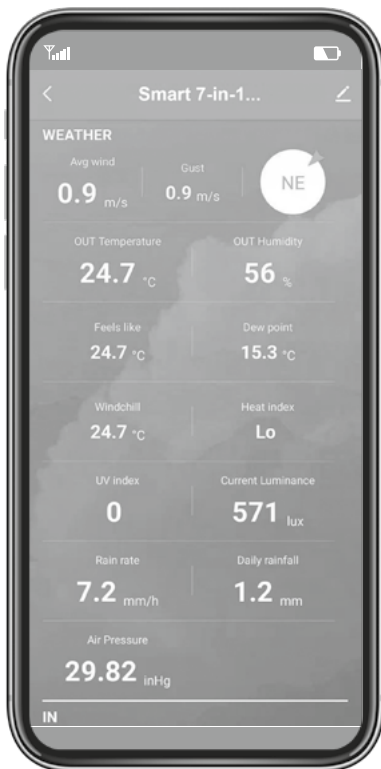 Smart 7-in-1...
WEATHER
Avg wind
0.9 m/s
Gust
0.9 m/s
NE
OUT Temperature
24.7 °C
OUT Humidity
56 %
Feels like
24.7 °C
Dew point
15.3 °C
Windchill
24.7 °C
Heat index
Lo
UV index
0
Current Luminance
571 lux
Rain rate
7.2 mm/h
Daily rainfall
1.2 mm
Air Pressure
29.82 inHg
IN